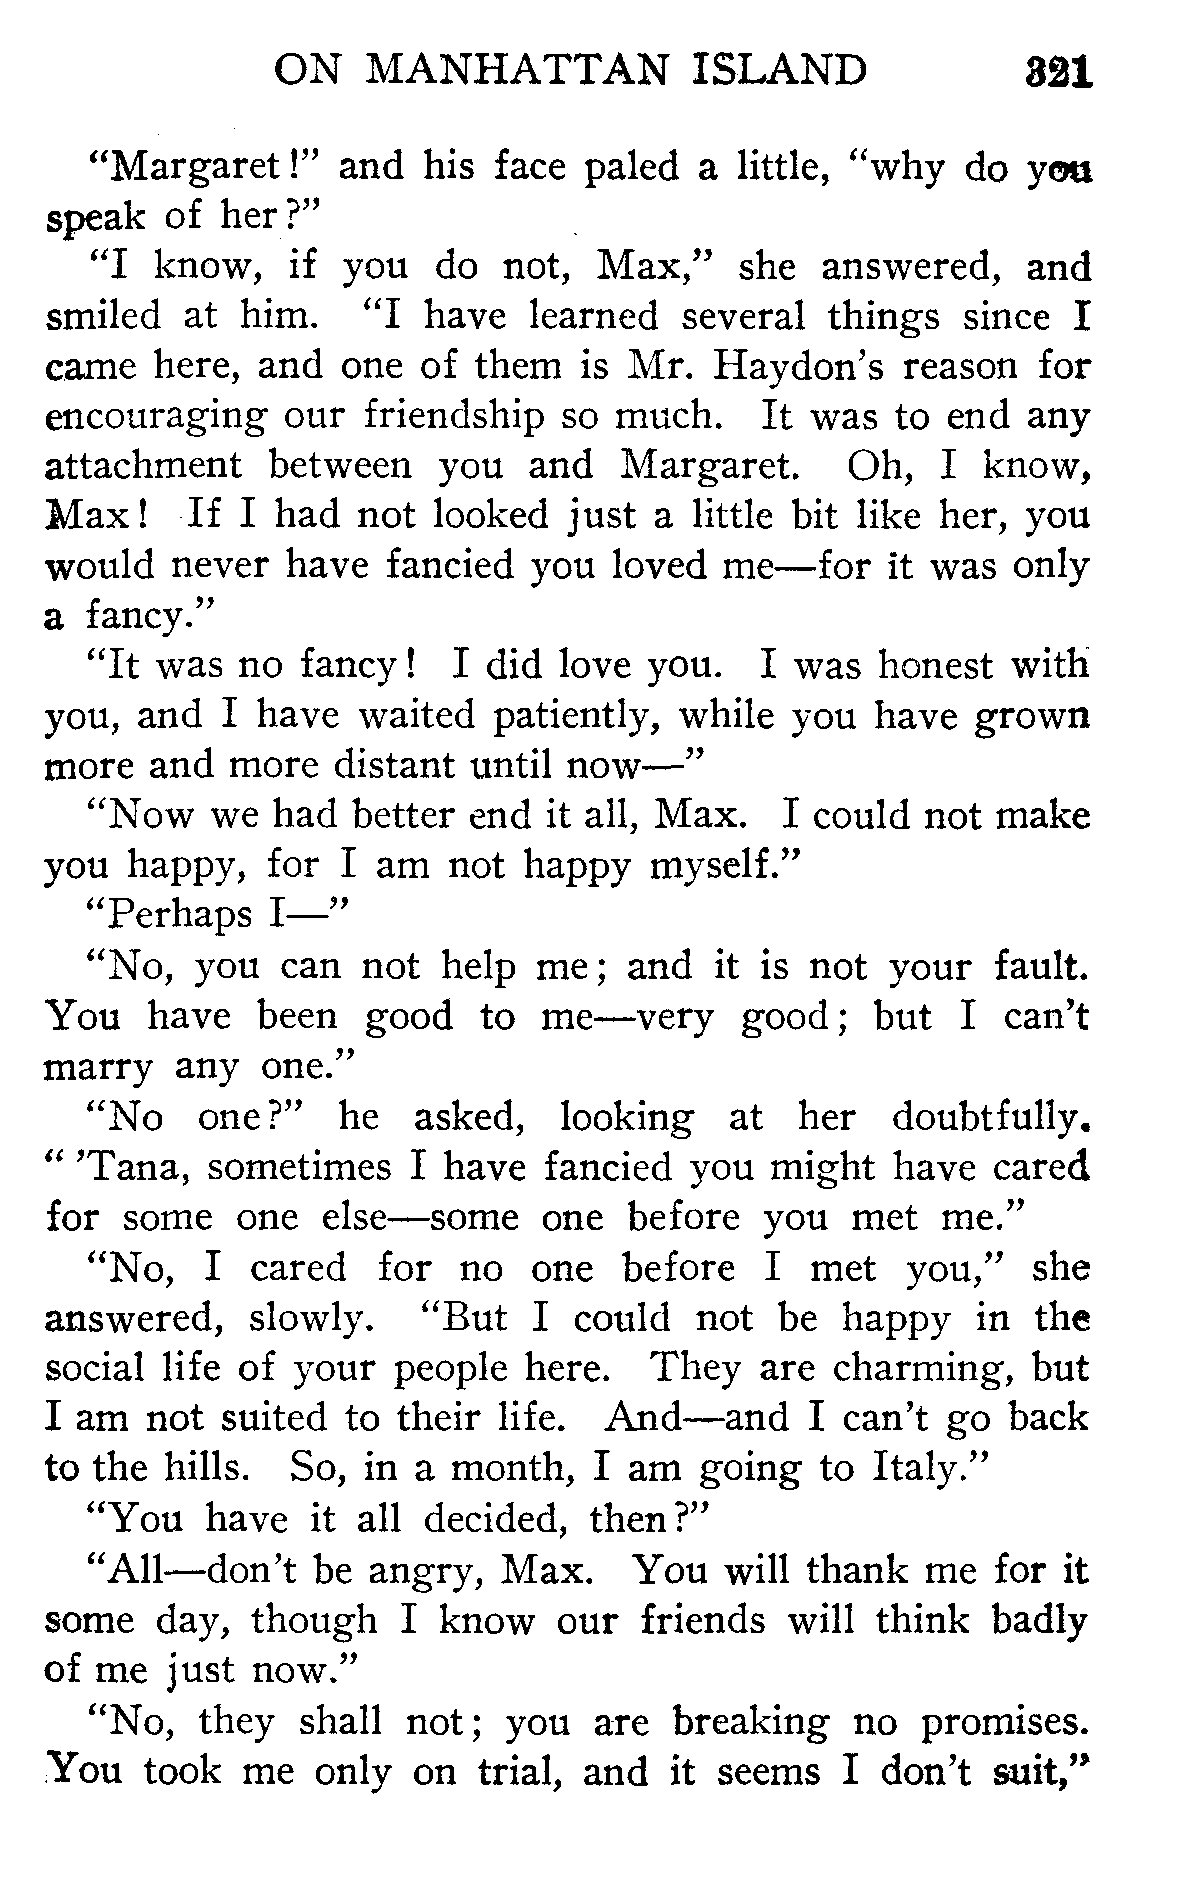 ON MANHATTAN ISLAND 321
“Margaret!” and his face paled a little, “why do you
speak of her?”
“I know, if you do not, Max,” she answered, and
smiled at him. “I have learned several things since I
came here, and one of them is Mr. Haydon’s reason for
encouraging our friendship so much. It was to end any
attachment between you and Margaret. Oh, I know,
Max! If I had not looked just a little bit like her, you
would never have fancied you loved me—for it was only
a fancy.”
“It was no fancy! I did love you. I was honest with
you, and I have waited patiently, while you have grown
more and more distant until now—”
“Now we had better end it all, Max. I could not make
you happy, for I am not happy myself.”
“Perhaps I—”
“No, you can not help me; and it is not your fault.
You have been good to me—very good; but I can’t
marry any one.”
“No one?” he asked, looking at her doubtfully.
“ ’Tana, sometimes I have fancied you might have cared
for some one else—some one before you met me.”
“No, I cared for no one before I met you,” she
answered, slowly. “But I could not be happy in the
social life of your people here. They are charming, but
I am not suited to their life. And—and I can’t go back
to the hills. So, in a month, I am going to Italy.”
“You have it all decided, then?”
“All—don’t be angry, Max. You will thank me for it
some day, though I know our friends will think badly
of me just now.”
“No, they shall not; you are breaking no promises.
You took me only on trial, and it seems I don’t suit,”